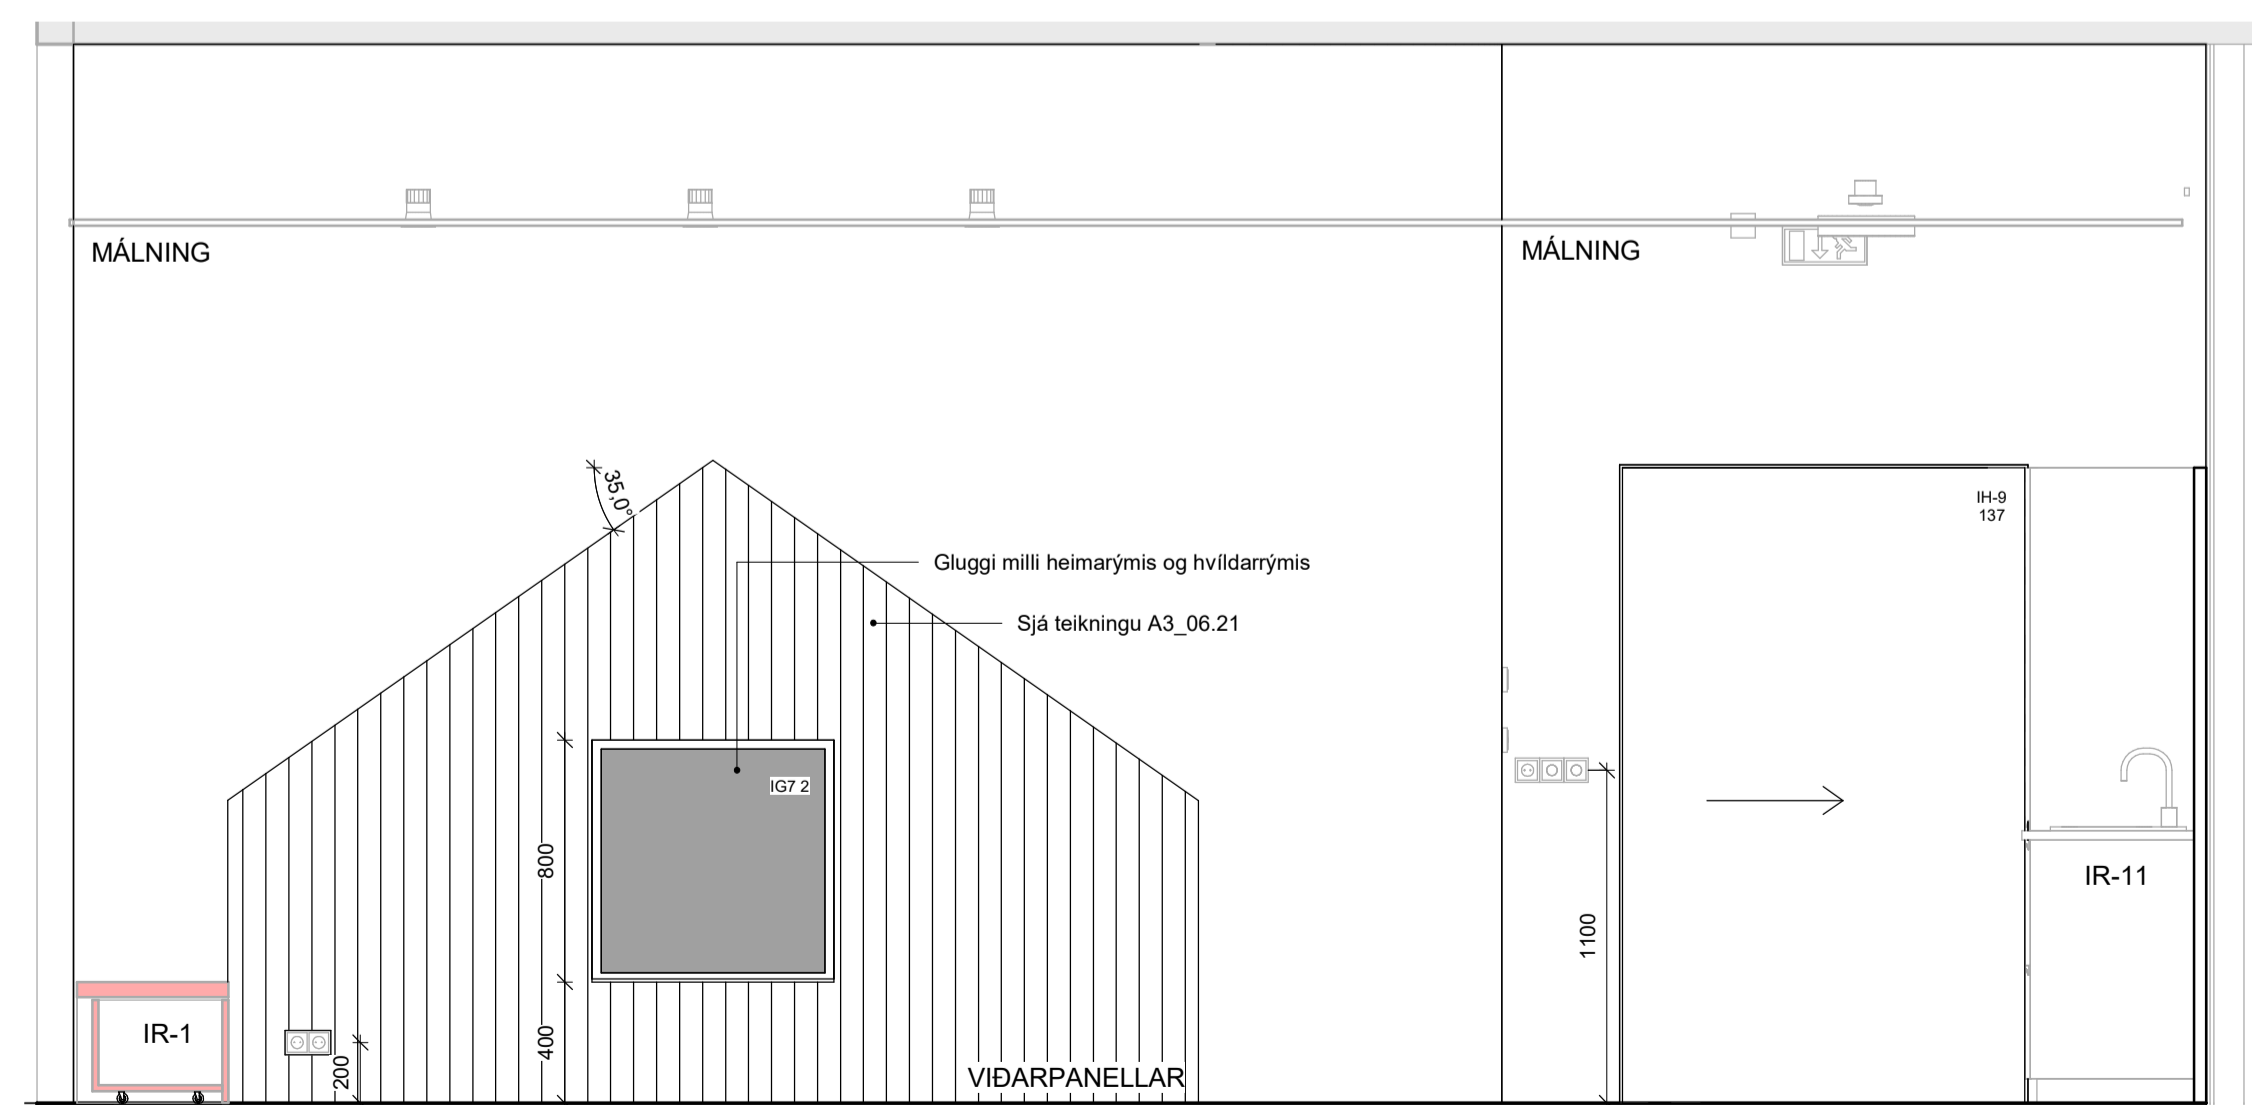 MÁLNING
MÁLNING
35,0°
IH-9
137
Gluggi milli heimarýmis og hvíldarrýmis
Sjá teikningu A3_06.21
IG7 2
800
IR-11
1100
IR-1
400
200
VIÐARPANELLAR